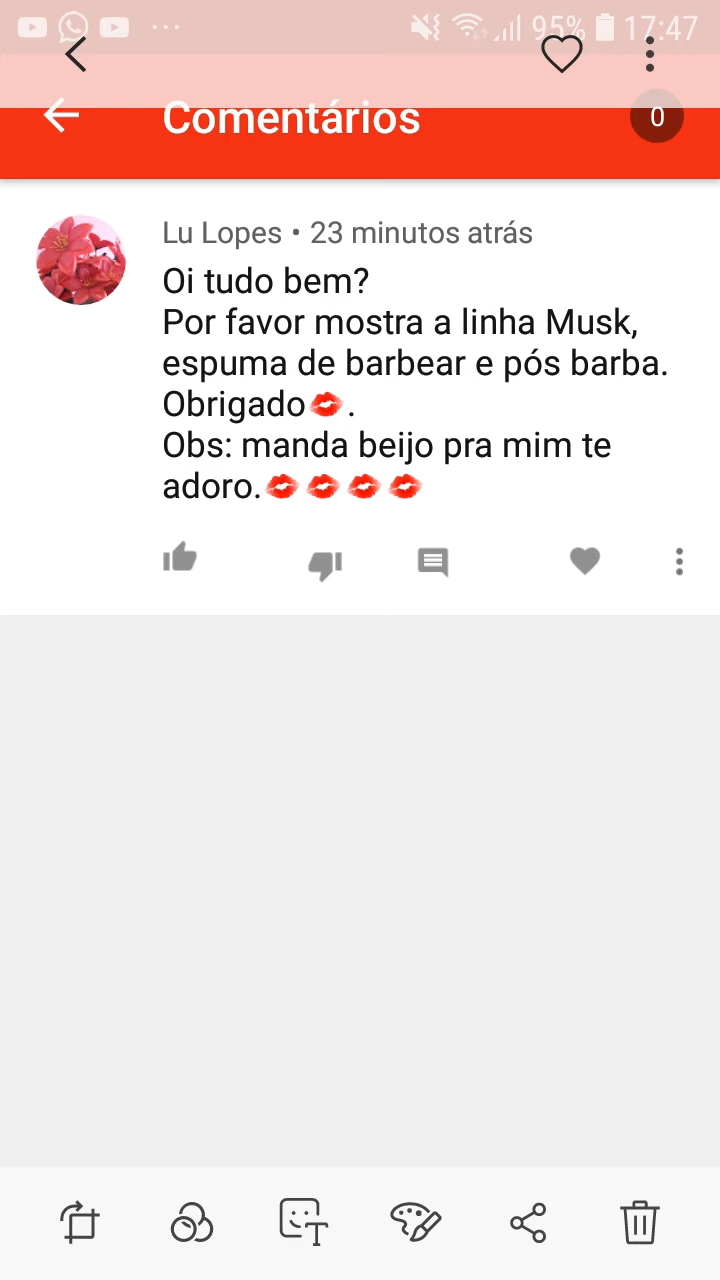 95% 17:47
Comentários 0
Lu Lopes • 23 minutos atrás
Oi tudo bem?
Por favor mostra a linha Musk,
espuma de barbear e pós barba.
Obrigado💋.
Obs: manda beijo pra mim te
adoro.💋💋💋💋
T